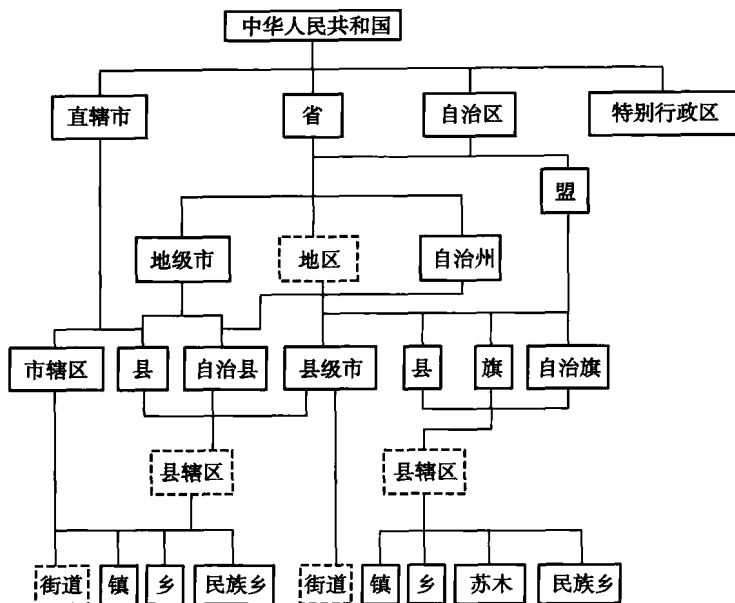 中华人民共和国
直辖市
省
自治区
特别行政区
盟
地级市
地区
自治州
市辖区
县
自治县
县级市
县
旗
自治旗
县辖区
县辖区
街道
镇
乡
民族乡
街道
镇
乡
苏木
民族乡